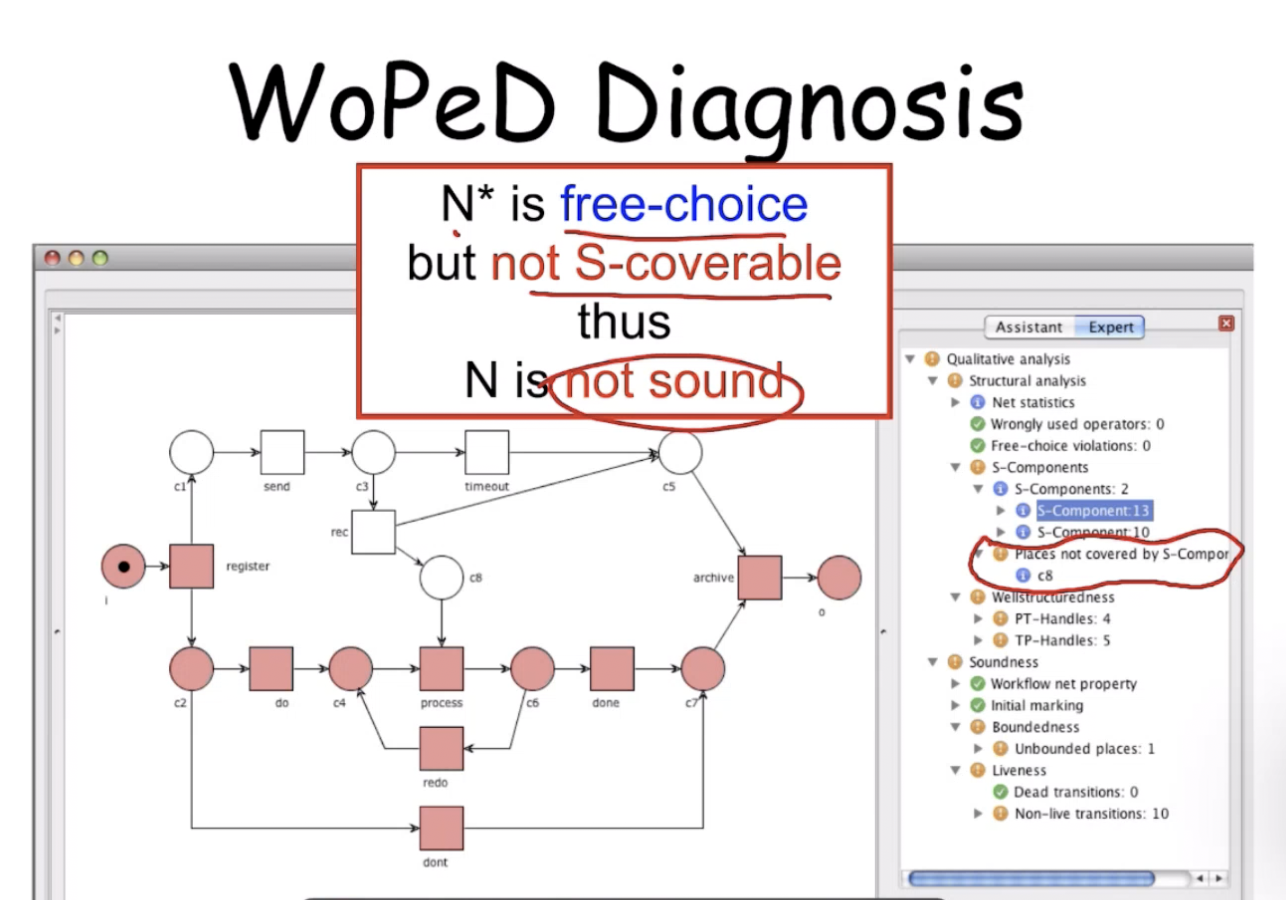 WoPeD Diagnosis
N* is free-choice
but not S-coverable
thus
N is not sound
Assistant Expert
Qualitative analysis
Structural analysis
Net statistics
Wrongly used operators: 0
Free-choice violations: 0
S-Components
S-Components: 2
S-Component:13
S-Component:10
Places not covered by S-Compor
c8
Wellstructuredness
PT-Handles: 4
TP-Handles: 5
Soundness
Workflow net property
Initial marking
Boundedness
Unbounded places: 1
Liveness
Dead transitions: 0
Non-live transitions: 10
c1 send c3 timeout c5
rec
register
c8
archive
i
o
c2 do c4 process c6 done c7
redo
dont